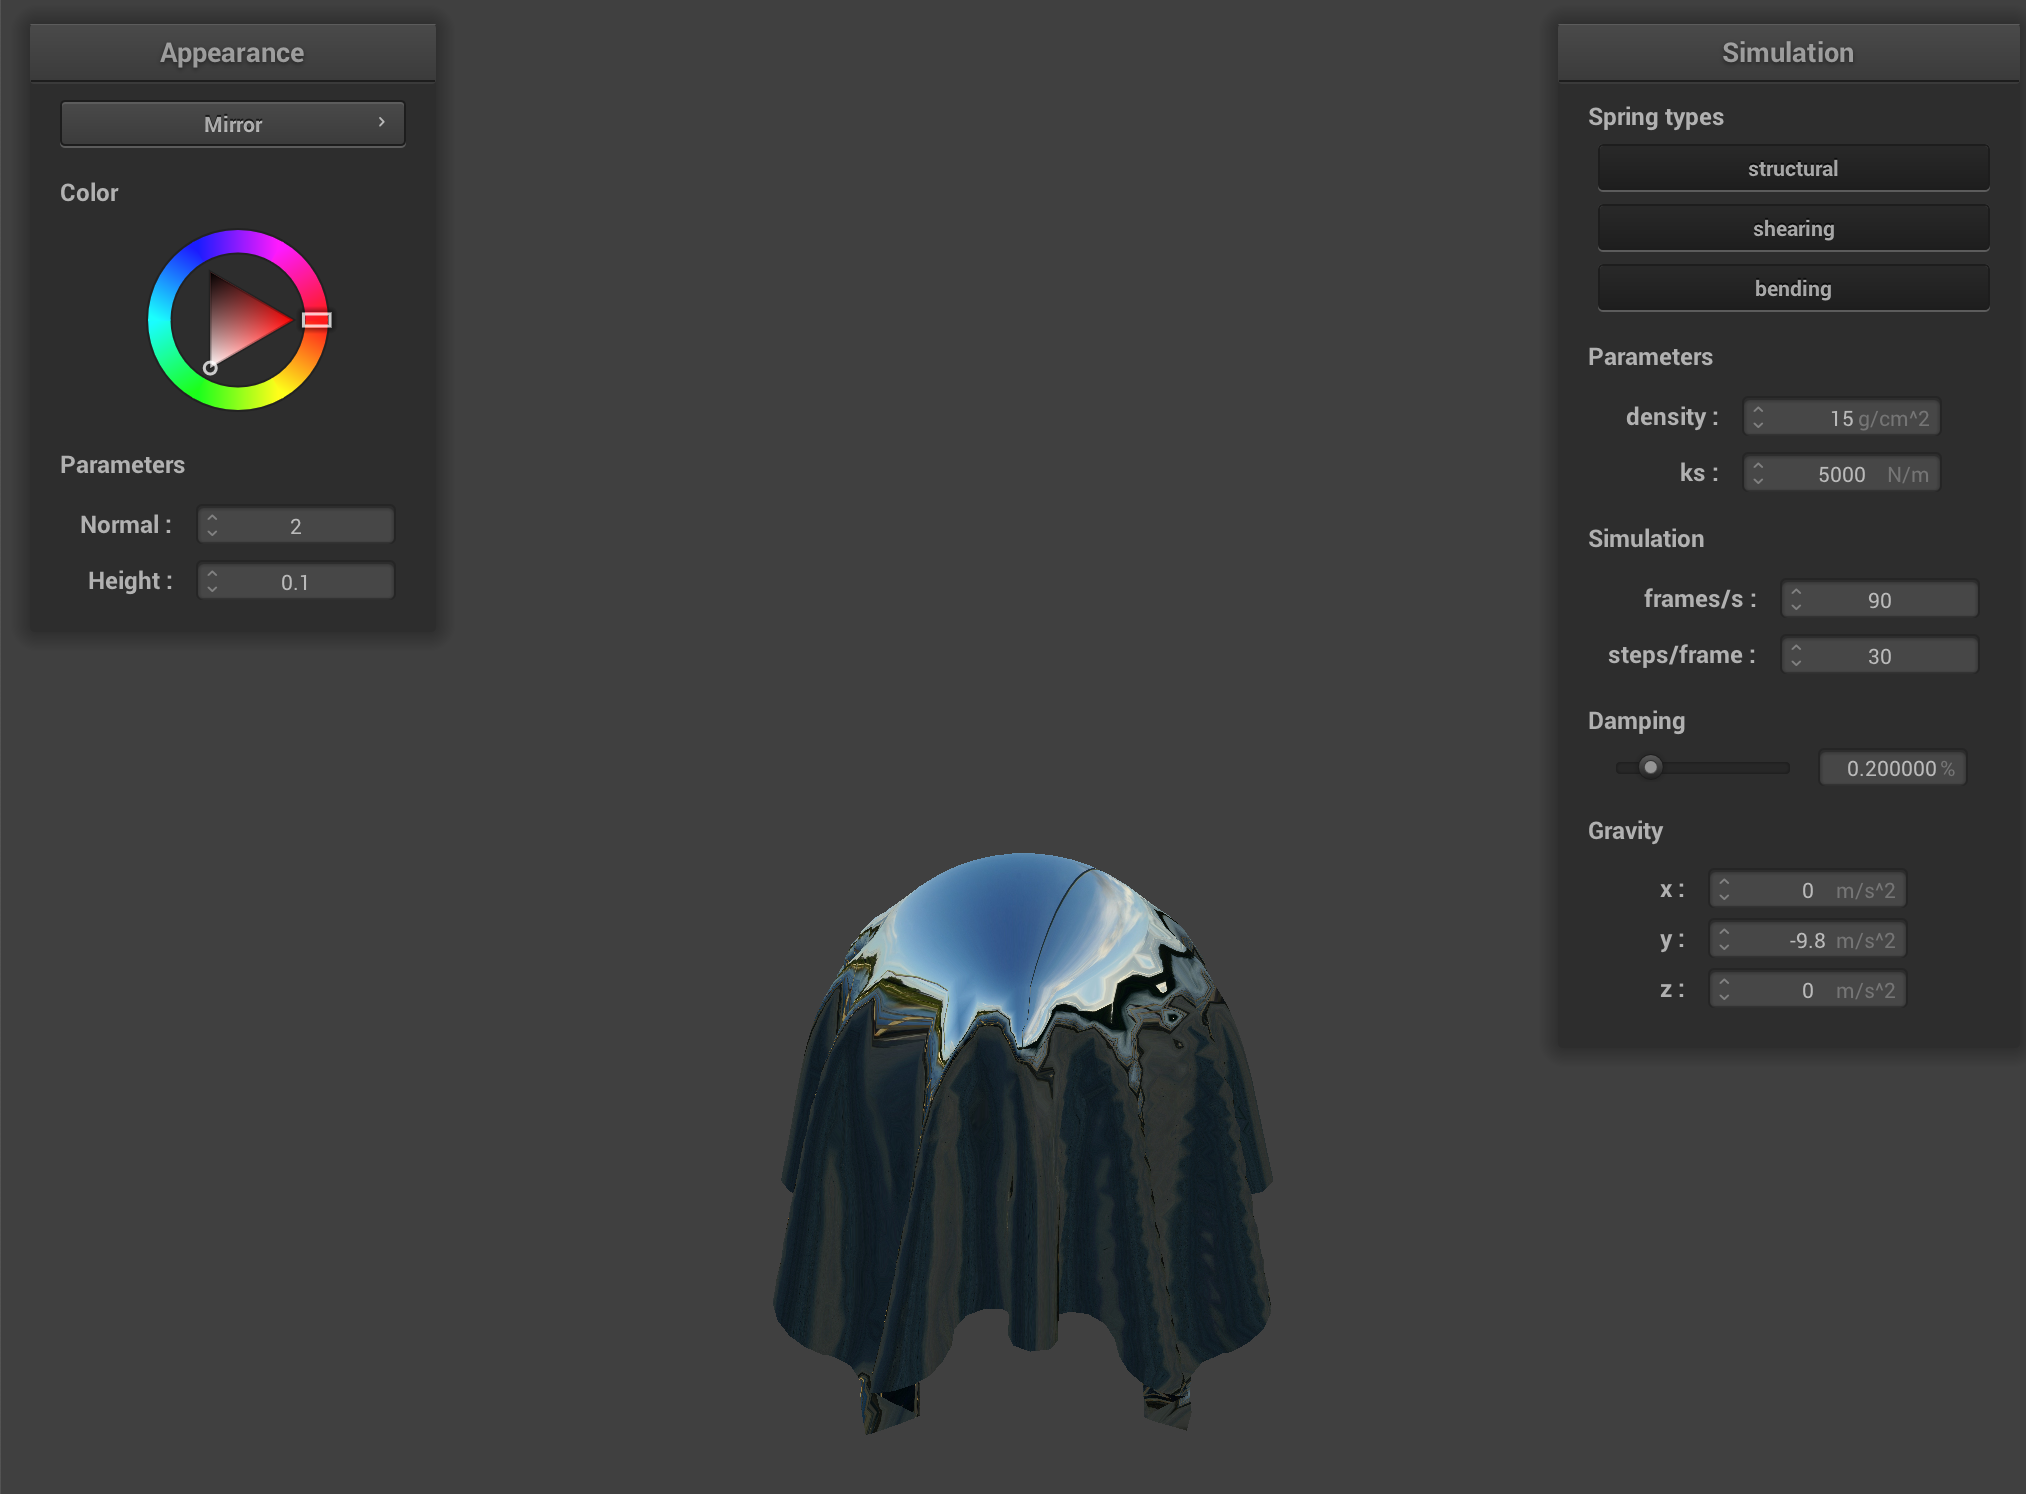 Appearance
Mirror
Color
Parameters
Normal : 2
Height : 0.1
Simulation
Spring types
structural
shearing
bending
Parameters
density : 15 g/cm^2
ks : 5000 N/m
Simulation
frames/s : 90
steps/frame : 30
Damping
0.200000 %
Gravity
x : 0 m/s^2
y : -9.8 m/s^2
z : 0 m/s^2